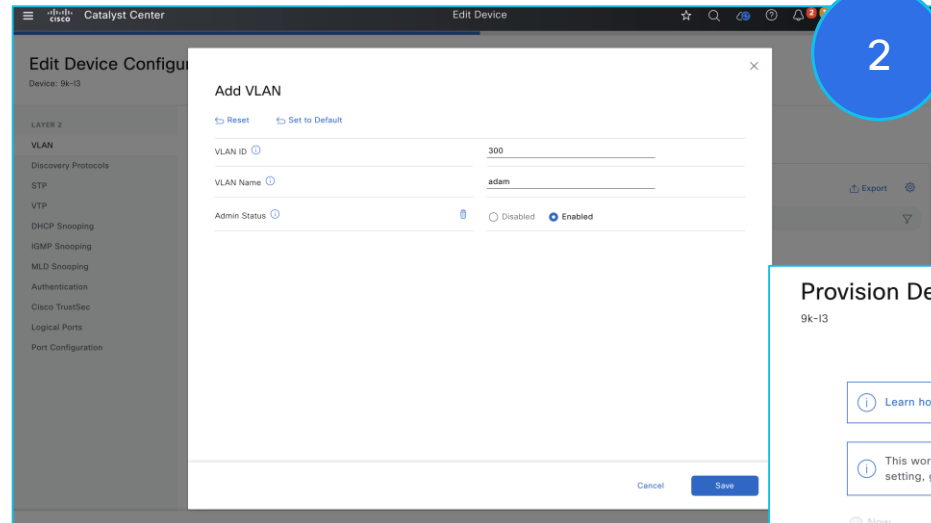 CISCO Catalyst Center Edit Device 2
2
Edit Device Configu
Device: 9k-l3
LAYER 2
VLAN
Discovery Protocols
STP
VTP
DHCP Snooping
IGMP Snooping
MLD Snooping
Authentication
Cisco TrustSec
Logical Ports
Port Configuration
Add VLAN
Reset Set to Default
VLAN ID 300
VLAN Name adam
Admin Status Disabled Enabled
Cancel Save
Export
Provision De
9k-l3
Learn ho
This wor
setting, g
Now